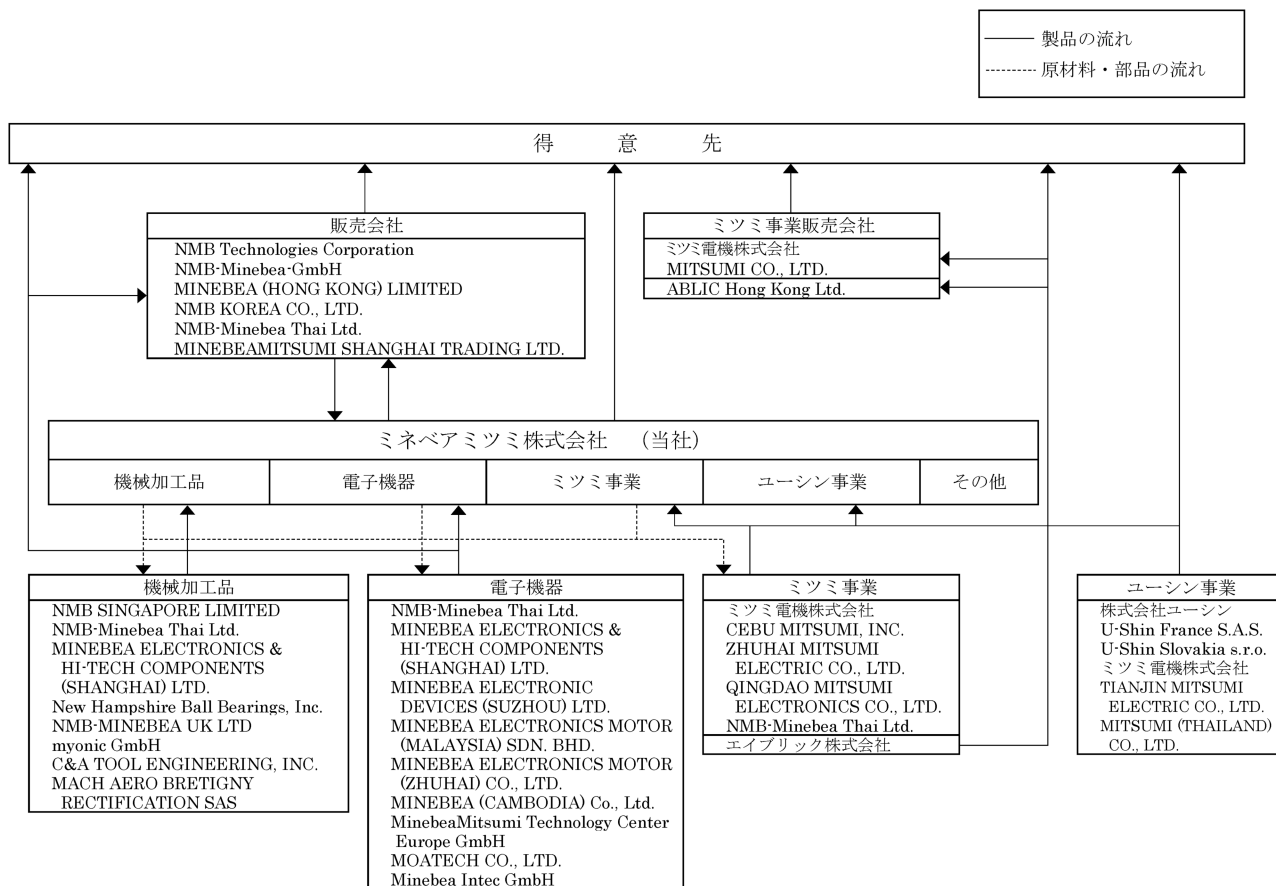 製品の流れ
原材料・部品の流れ
得意先
販売会社
NMB Technologies Corporation
NMB-Minebea-GmbH
MINEBEA (HONG KONG) LIMITED
NMB KOREA CO., LTD.
NMB-Minebea Thai Ltd.
MINEBEAMITSUMI SHANGHAI TRADING LTD.
ミツミ事業販売会社
ミツミ電機株式会社
MITSUMI CO., LTD.
ABLIC Hong Kong Ltd.
ミネベアミツミ株式会社 （当社）
機械加工品
電子機器
ミツミ事業
ユーシン事業
その他
機械加工品
NMB SINGAPORE LIMITED
NMB-Minebea Thai Ltd.
MINEBEA ELECTRONICS &
HI-TECH COMPONENTS
(SHANGHAI) LTD.
New Hampshire Ball Bearings, Inc.
NMB-MINEBEA UK LTD
myonic GmbH
C&A TOOL ENGINEERING, INC.
MACH AERO BRETIGNY
RECTIFICATION SAS
電子機器
NMB-Minebea Thai Ltd.
MINEBEA ELECTRONICS &
HI-TECH COMPONENTS
(SHANGHAI) LTD.
MINEBEA ELECTRONIC
DEVICES (SUZHOU) LTD.
MINEBEA ELECTRONICS MOTOR
(MALAYSIA) SDN. BHD.
MINEBEA ELECTRONICS MOTOR
(ZHUHAI) CO., LTD.
MINEBEA (CAMBODIA) Co., Ltd.
MinebeaMitsumi Technology Center
Europe GmbH
MOATECH CO., LTD.
Minebea Intec GmbH
ミツミ事業
ミツミ電機株式会社
CEBU MITSUMI, INC.
ZHUHAI MITSUMI
ELECTRIC CO., LTD.
QINGDAO MITSUMI
ELECTRONICS CO., LTD.
NMB-Minebea Thai Ltd.
エイブリック株式会社
ユーシン事業
株式会社ユーシン
U-Shin France S.A.S.
U-Shin Slovakia s.r.o.
ミツミ電機株式会社
TIANJIN MITSUMI
ELECTRIC CO., LTD.
MITSUMI (THAILAND)
CO., LTD.